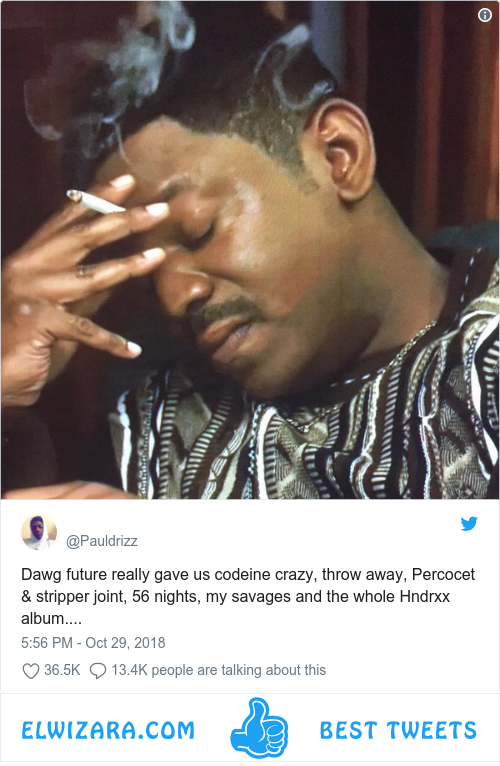 @Pauldrizz
Dawg future really gave us codeine crazy, throw away, Percocet
& stripper joint, 56 nights, my savages and the whole Hndrxx
album....
5:56 PM - Oct 29, 2018
36.5K 13.4K people are talking about this
ELWIZARA.COM BEST TWEETS